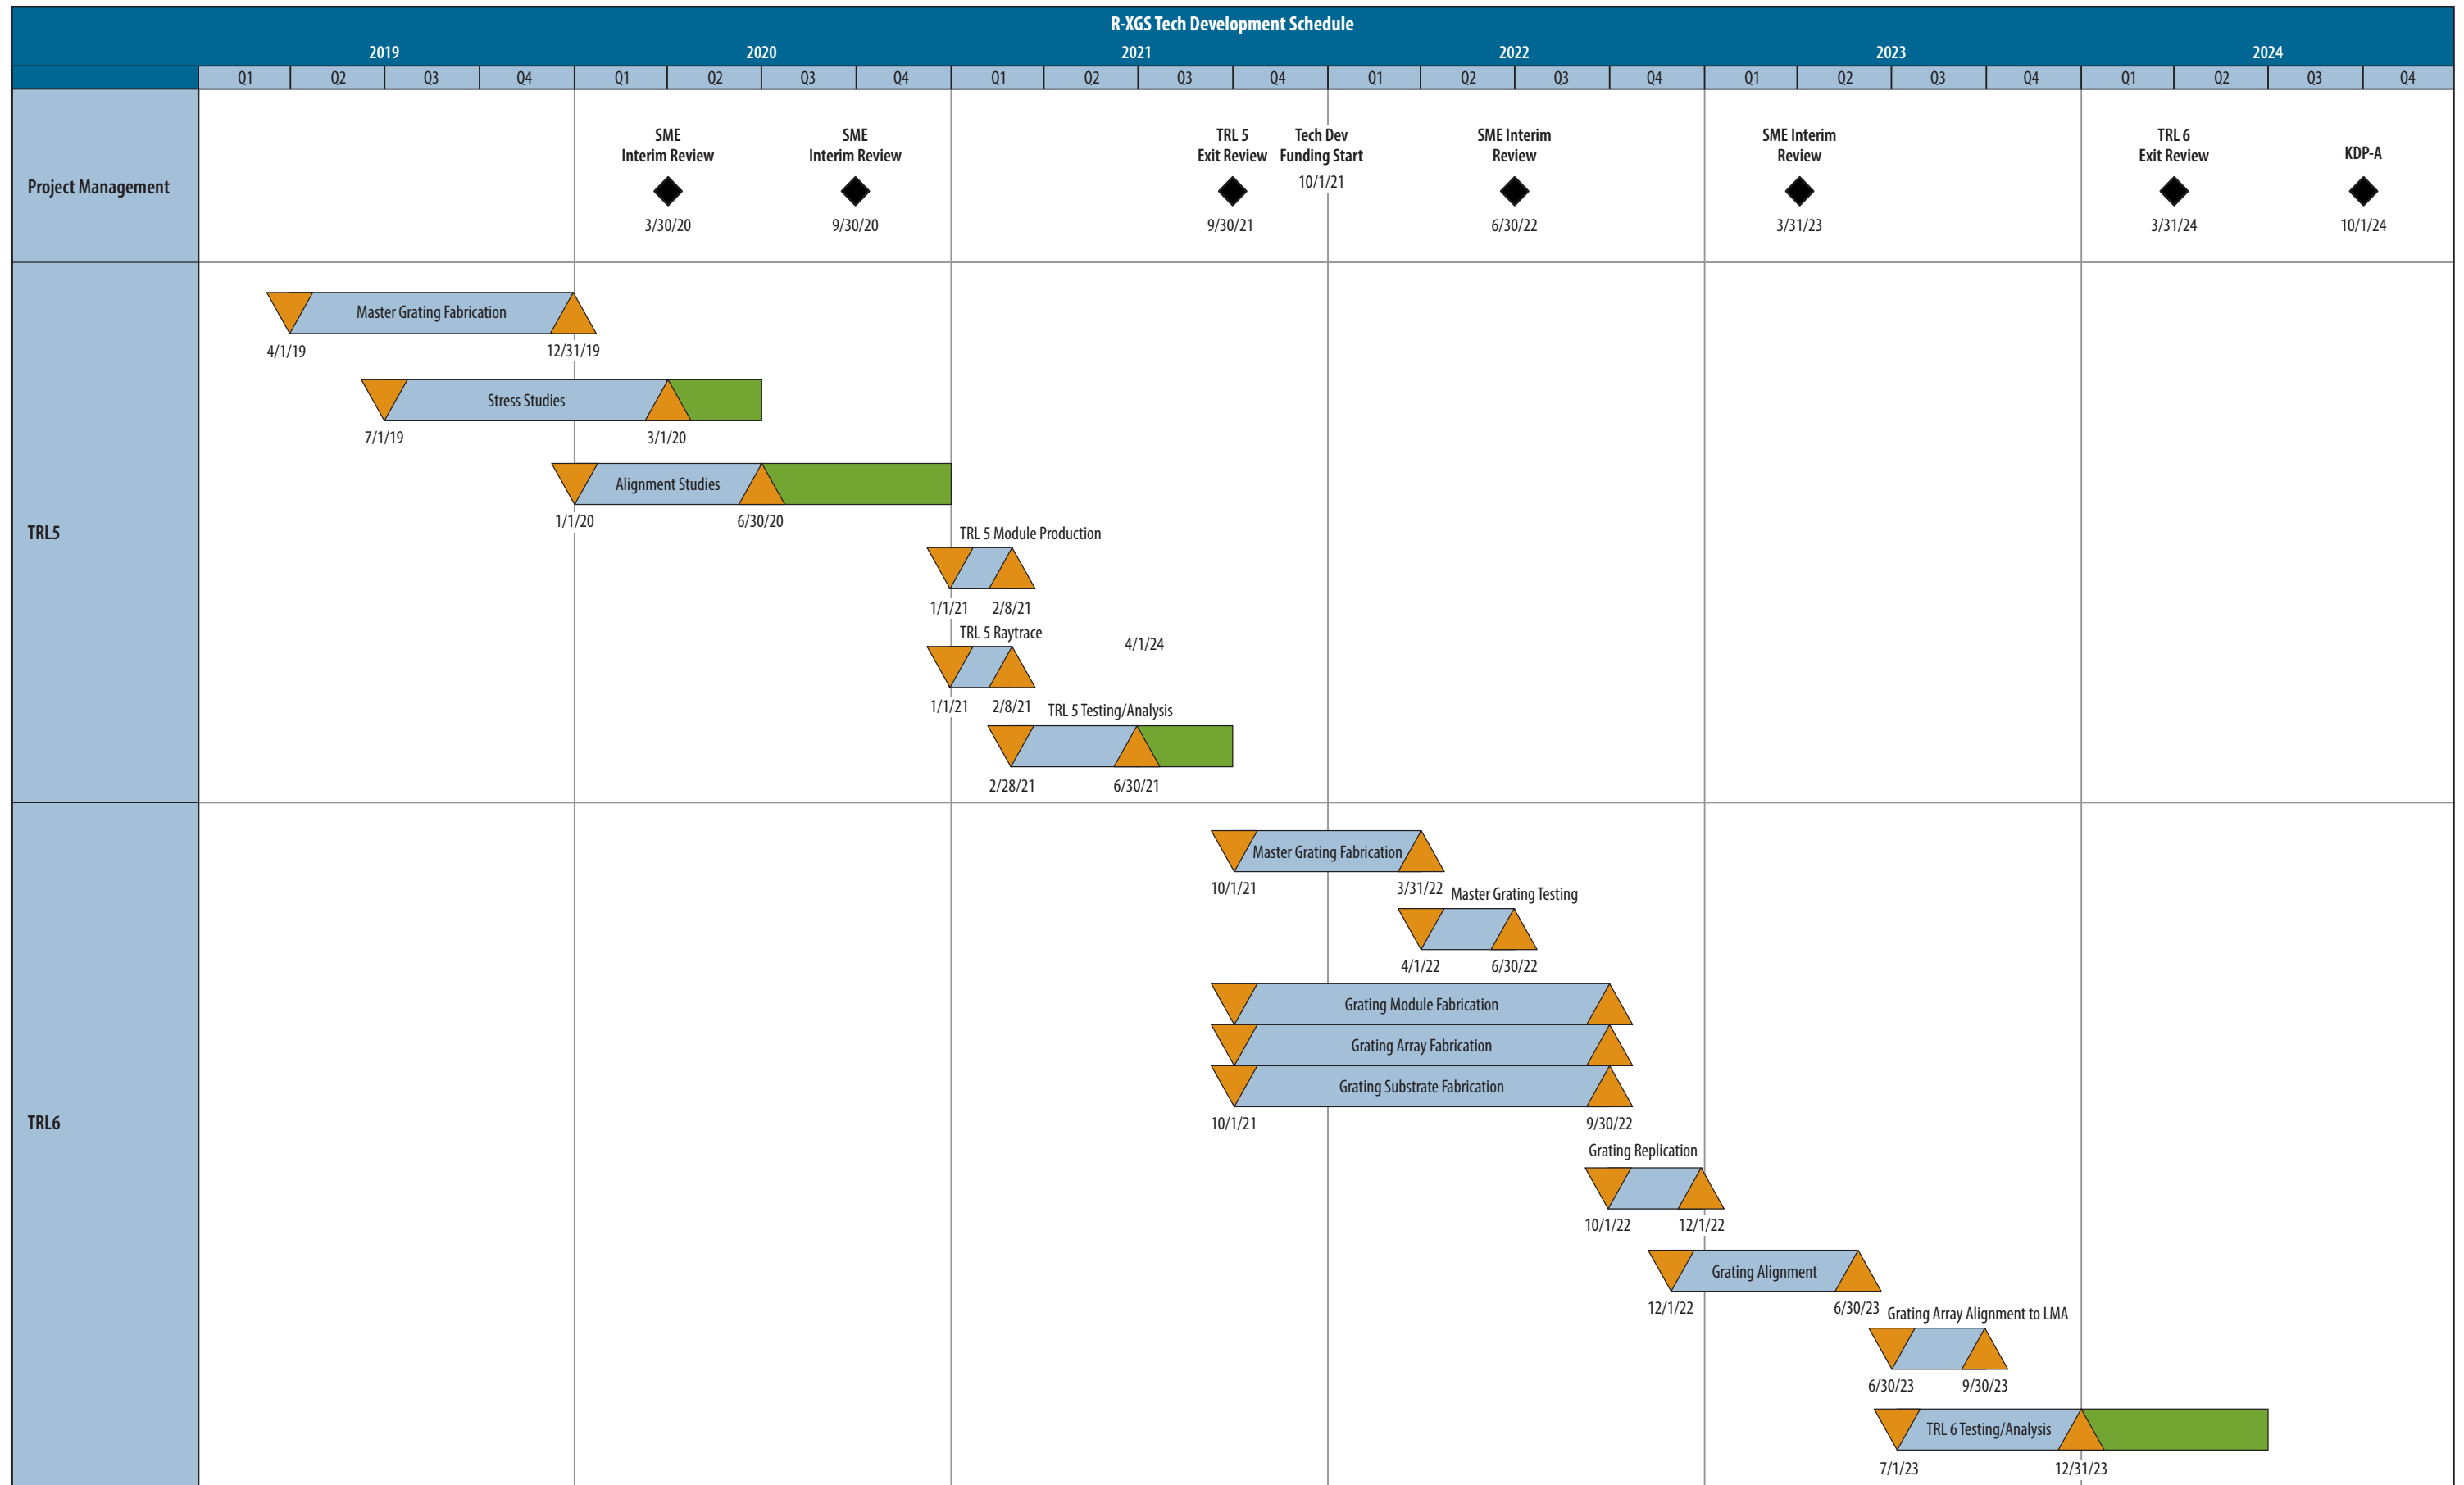 R-XGS Tech Development Schedule
2019 2020 2021 2022 2023 2024
Q1 Q2 Q3 Q4 Q1 Q2 Q3 Q4 Q1 Q2 Q3 Q4 Q1 Q2 Q3 Q4 Q1 Q2 Q3 Q4 Q1 Q2 Q3 Q4
Project Management
SME
Interim Review
3/30/20
SME
Interim Review
9/30/20
TRL 5
Exit Review
9/30/21
Tech Dev
Funding Start
10/1/21
SME Interim
Review
6/30/22
SME Interim
Review
3/31/23
TRL 6
Exit Review
3/31/24
KDP-A
10/1/24
TRL5
Master Grating Fabrication
4/1/19 12/31/19
Stress Studies
7/1/19 3/1/20
Alignment Studies
1/1/20 6/30/20
TRL 5 Module Production
1/1/21 2/8/21
TRL 5 Raytrace
4/1/24
1/1/21 2/8/21
TRL 5 Testing/Analysis
2/28/21 6/30/21
TRL6
Master Grating Fabrication
10/1/21 3/31/22
Master Grating Testing
4/1/22 6/30/22
Grating Module Fabrication
Grating Array Fabrication
Grating Substrate Fabrication
10/1/21 9/30/22
Grating Replication
10/1/22 12/1/22
Grating Alignment
12/1/22 6/30/23
Grating Array Alignment to LMA
6/30/23 9/30/23
TRL 6 Testing/Analysis
7/1/23 12/31/23